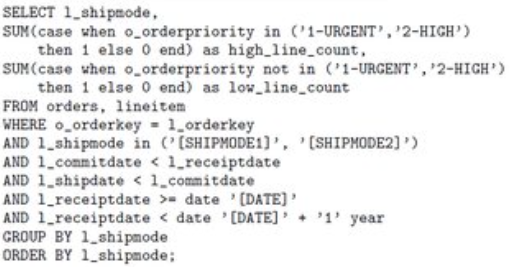 SELECT l_shipmode,
SUM(case when o_orderpriority in ('1-URGENT','2-HIGH')
then 1 else 0 end) as high_line_count,
SUM(case when o_orderpriority not in ('1-URGENT','2-HIGH')
then 1 else 0 end) as low_line_count
FROM orders, lineitem
WHERE o_orderkey = l_orderkey
AND l_shipmode in ('[SHIPMODE1]', '[SHIPMODE2]')
AND l_commitdate < l_receiptdate
AND l_shipdate < l_commitdate
AND l_receiptdate >= date '[DATE]'
AND l_receiptdate < date '[DATE]' + '1' year
GROUP BY l_shipmode
ORDER BY l_shipmode;